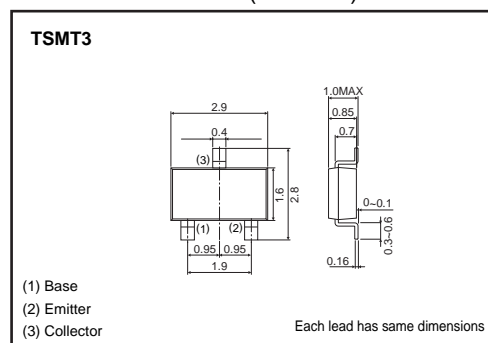 TSMT3
1.0MAX
2.9
0.85
0.4
0.7
(3)
1.6
2.8
0~0.1
(1)
(2)
0.3~0.6
0.95
0.95
1.9
0.16
(1) Base
(2) Emitter
(3) Collector
Each lead has same dimensions